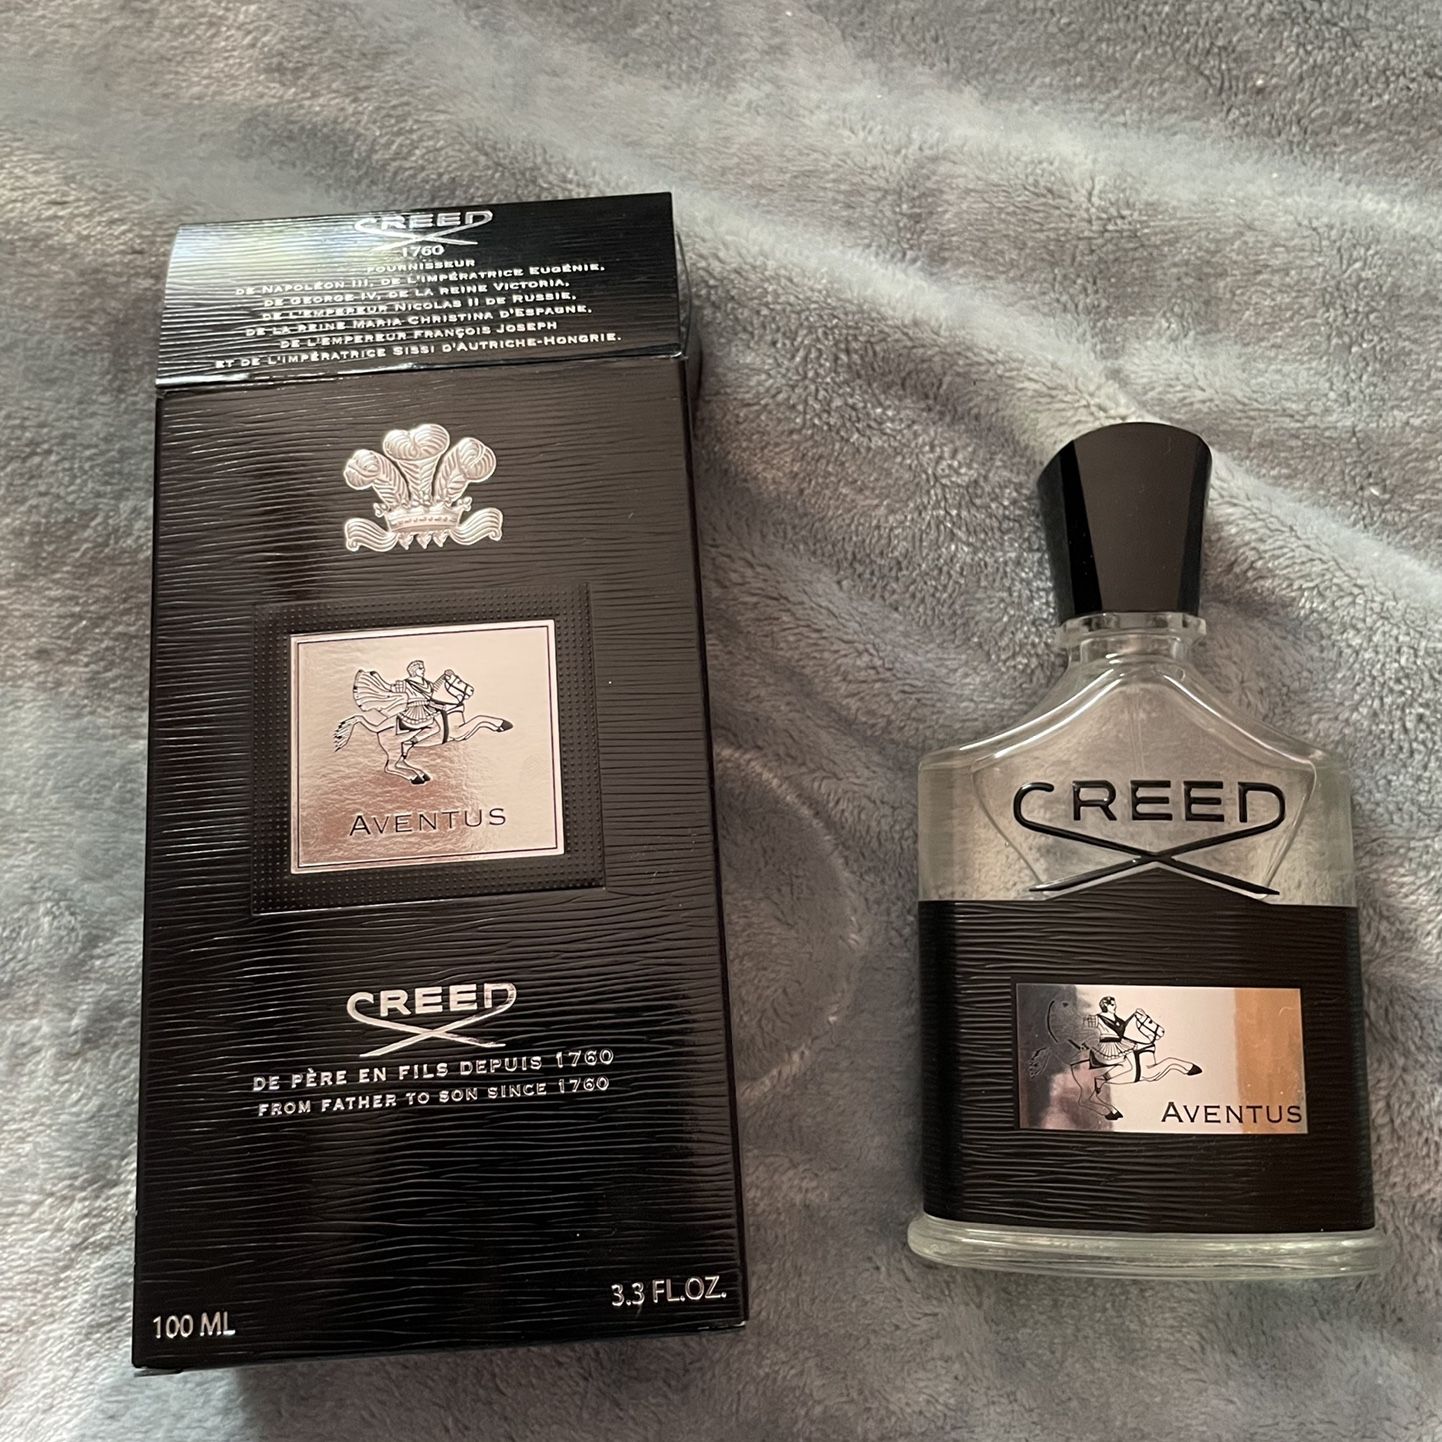 CREED
1760
FOURNISSEUR
DE NAPOLÉON III, DE L'IMPÉRATRICE EUGÉNIE,
DE GEORGE IV, DE LA REINE VICTORIA,
DE L'EMPEREUR NICOLAS II DE RUSSIE,
DE LA REINE MARIA CHRISTINA D'ESPAGNE,
DE L'EMPEREUR FRANÇOIS JOSEPH
ET DE L'IMPÉRATRICE SISSI D'AUTRICHE-HONGRIE.
AVENTUS
CREED
DE PÈRE EN FILS DEPUIS 1760
FROM FATHER TO SON SINCE 1760
100 ML
3.3 FL.OZ.
CREED
AVENTUS